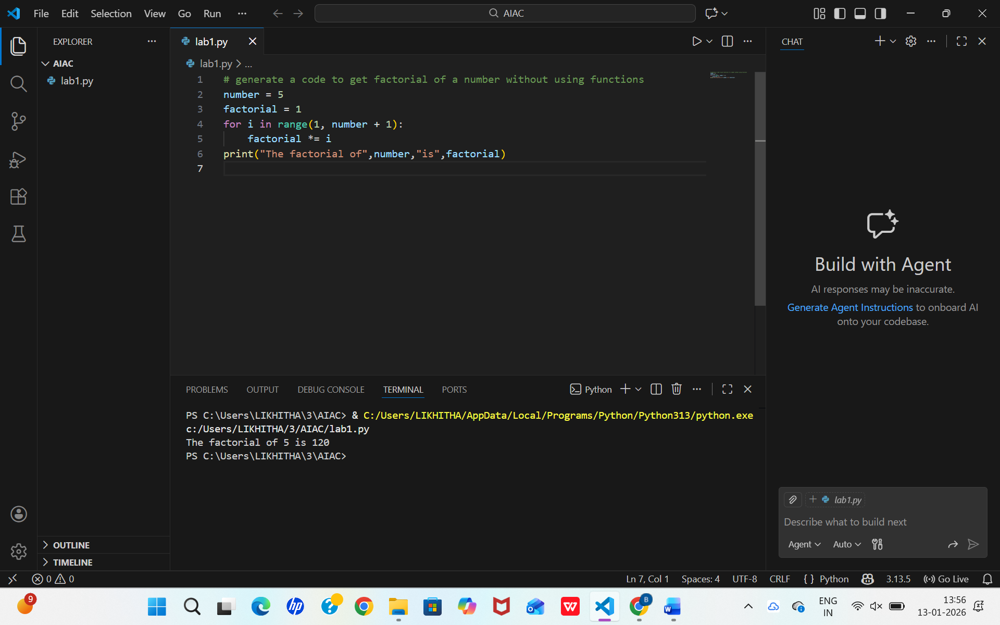 File Edit Selection View Go Run ··· AIAC
EXPLORER ···
AIAC
lab1.py
OUTLINE
TIMELINE
lab1.py
lab1.py > ...
1 # generate a code to get factorial of a number without using functions
2 number = 5
3 factorial = 1
4 for i in range(1, number + 1):
5     factorial *= i
6 print("The factorial of",number,"is",factorial)
7
PROBLEMS OUTPUT DEBUG CONSOLE TERMINAL PORTS Python
PS C:\Users\LIKHITHA\3\AIAC> & C:/Users/LIKHITHA/AppData/Local/Programs/Python/Python313/python.exe
c:/Users/LIKHITHA/3/AIAC/lab1.py
The factorial of 5 is 120
PS C:\Users\LIKHITHA\3\AIAC>
CHAT
Build with Agent
AI responses may be inaccurate.
Generate Agent Instructions to onboard AI
onto your codebase.
lab1.py
Describe what to build next
Agent Auto
0 0 Ln 7, Col 1 Spaces: 4 UTF-8 CRLF { } Python 3.13.5 Go Live
9 hp W O W B ENG 13:56
IN 13-01-2026